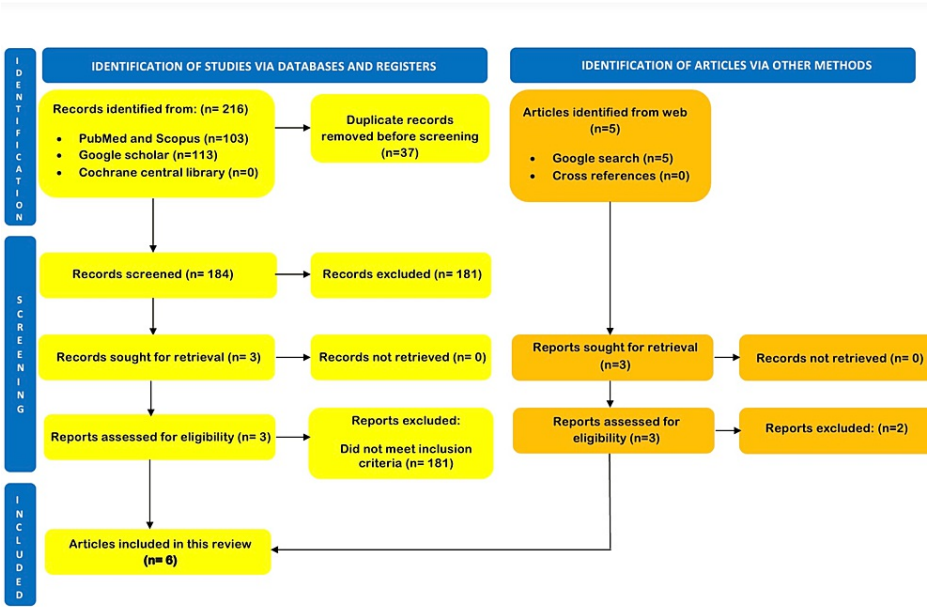 IDENTIFICATION
IDENTIFICATION OF STUDIES VIA DATABASES AND REGISTERS
IDENTIFICATION OF ARTICLES VIA OTHER METHODS
Records identified from: (n= 216)
• PubMed and Scopus (n=103)
• Google scholar (n=113)
• Cochrane central library (n=0)
Duplicate records
removed before screening
(n=37)
Articles identified from web
(n=5)
• Google search (n=5)
• Cross references (n=0)
SCREENING
Records screened (n= 184)
Records excluded (n= 181)
Records sought for retrieval (n= 3)
Records not retrieved (n= 0)
Reports sought for retrieval
(n=3)
Records not retrieved (n= 0)
Reports assessed for eligibility (n= 3)
Reports excluded:
Did not meet inclusion
criteria (n= 181)
Reports assessed for
eligibility (n=3)
Reports excluded: (n=2)
INCLUDED
Articles included in this review
(n= 6)